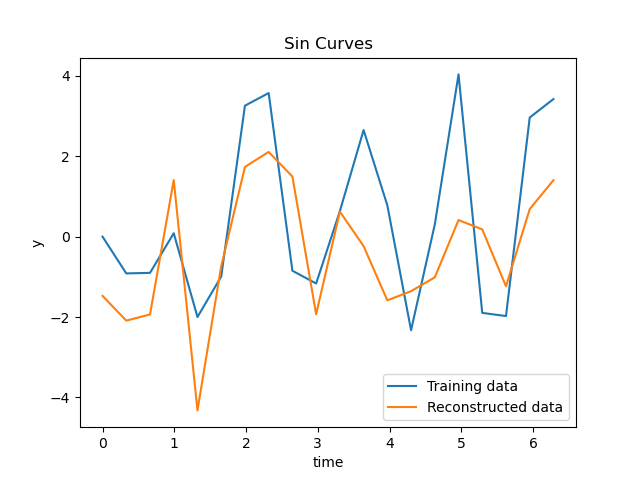 Sin Curves
4
2
0
−2
−4
y
0 1 2 3 4 5 6
time
Training data
Reconstructed data